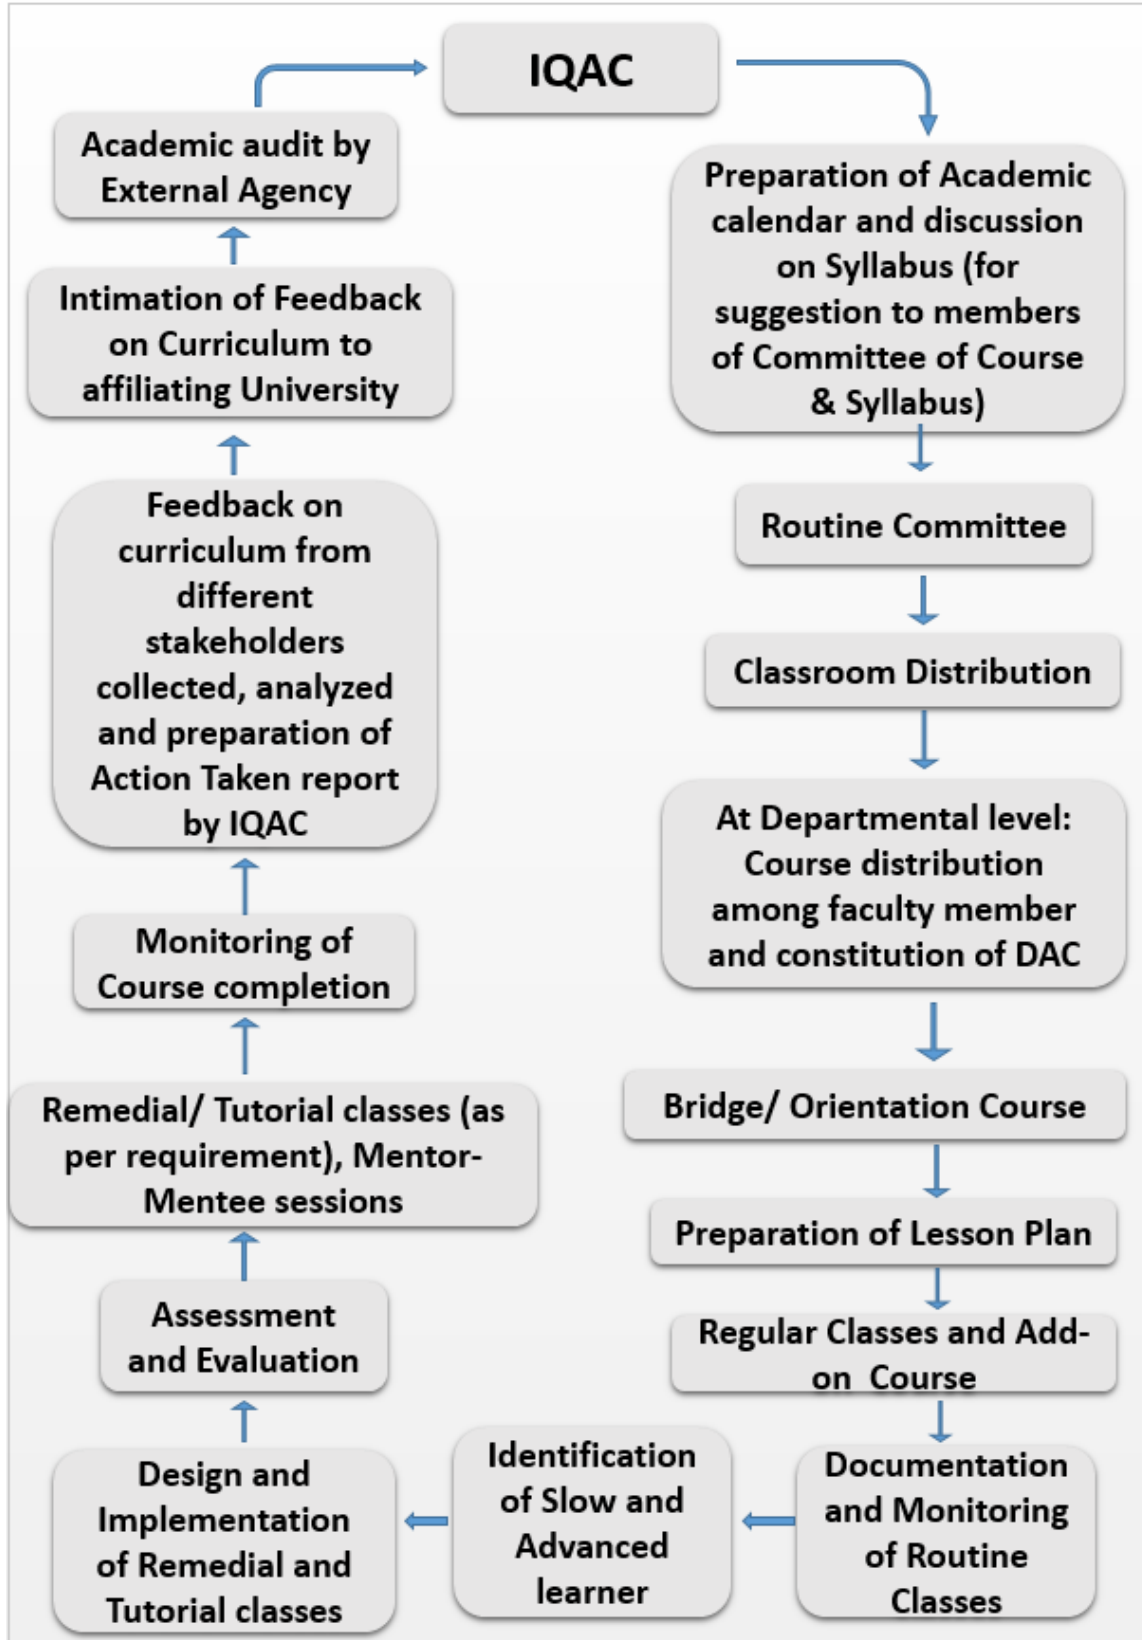 IQAC
Preparation of Academic
calendar and discussion
on Syllabus (for
suggestion to members
of Committee of Course
& Syllabus)
Routine Committee
Classroom Distribution
At Departmental level:
Course distribution
among faculty member
and constitution of DAC
Bridge/ Orientation Course
Preparation of Lesson Plan
Regular Classes and Add-
on  Course
Documentation
and Monitoring
of Routine
Classes
Identification
of Slow and
Advanced
learner
Design and
Implementation
of Remedial and
Tutorial classes
Assessment
and Evaluation
Remedial/ Tutorial classes (as
per requirement), Mentor-
Mentee sessions
Monitoring of
Course completion
Feedback on
curriculum from
different
stakeholders
collected, analyzed
and preparation of
Action Taken report
by IQAC
Intimation of Feedback
on Curriculum to
affiliating University
Academic audit by
External Agency